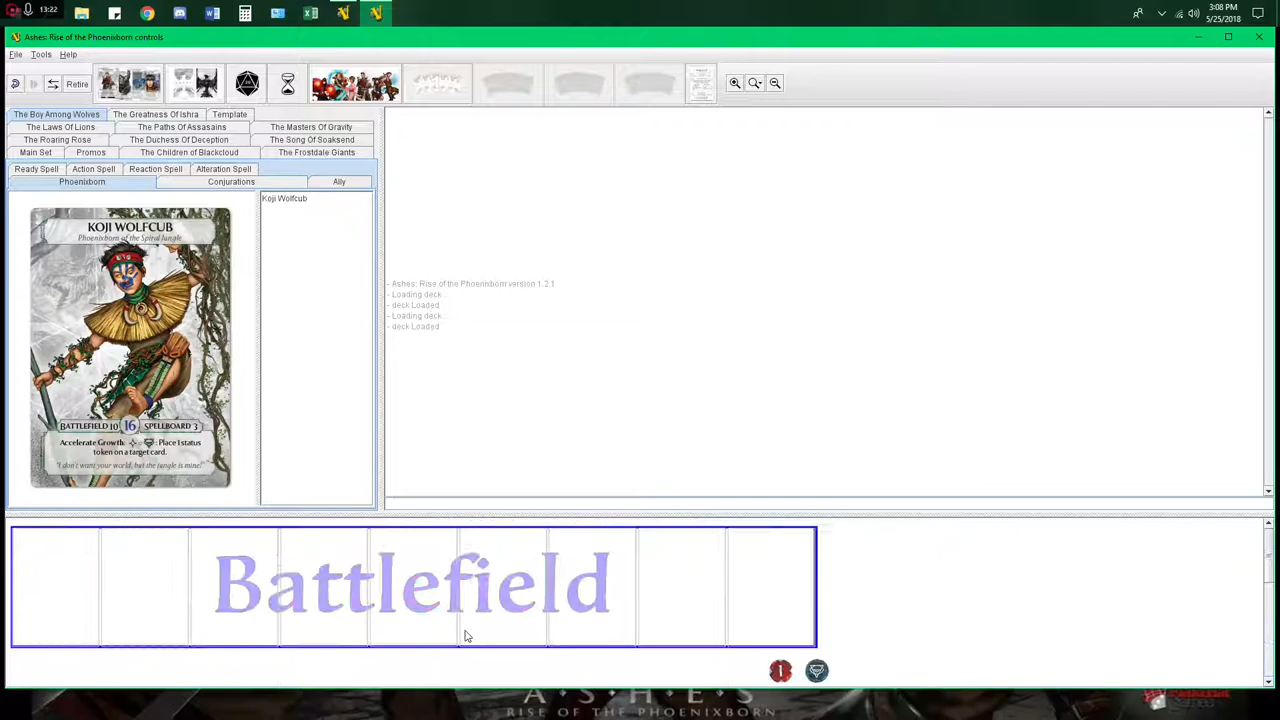 13:22
3:08 PM
5/25/2018
Ashes: Rise of the Phoenixborn controls
File Tools Help
Retire
The Boy Among Wolves The Greatness Of Ishra Template
The Laws Of Lions The Paths Of Assasains The Masters Of Gravity
The Roaring Rose The Duchess Of Deception The Song Of Soaksend
Main Set Promos The Children of Blackcloud The Frostdale Giants
Ready Spell Action Spell Reaction Spell Alteration Spell
Phoenixborn Conjurations Ally
Koji Wolfcub
KOJI WOLFCUB
Phoenixborn of the Spiral Jungle
BATTLEFIELD 10 16 SPELLBOARD 3
Accelerate Growth: : Place 1 status
token on a target card.
"I don't want your world, but the jungle is mine!"
- Ashes: Rise of the Phoenixborn version 1.2.1
- Loading deck...
- deck Loaded
- Loading deck...
- deck Loaded
Battlefield
1
A·S·H·E·S
RISE OF THE PHOENIXBORN